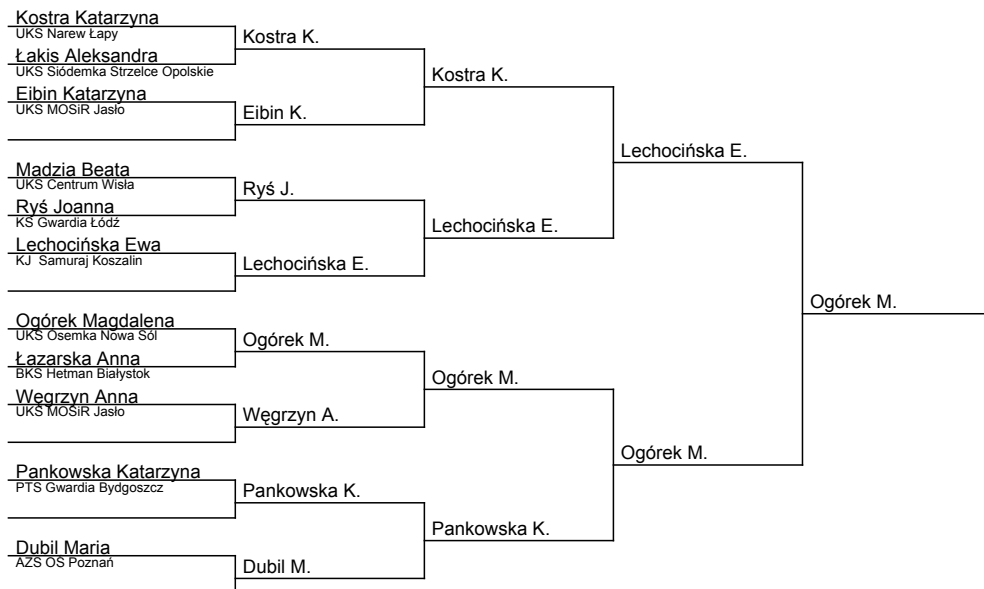 Kostra Katarzyna
UKS Narew Łapy
Łakis Aleksandra
UKS Siódemka Strzelce Opolskie
Eibin Katarzyna
UKS MOSiR Jasło
Madzia Beata
UKS Centrum Wisła
Ryś Joanna
KS Gwardia Łódź
Lechocińska Ewa
KJ  Samuraj Koszalin
Ogórek Magdalena
UKS Ósemka Nowa Sól
Łazarska Anna
BKS Hetman Białystok
Węgrzyn Anna
UKS MOSiR Jasło
Pankowska Katarzyna
PTS Gwardia Bydgoszcz
Dubil Maria
AZS OŚ Poznań
Kostra K.
Eibin K.
Ryś J.
Lechocińska E.
Ogórek M.
Węgrzyn A.
Pankowska K.
Dubil M.
Kostra K.
Lechocińska E.
Ogórek M.
Pankowska K.
Lechocińska E.
Ogórek M.
Ogórek M.